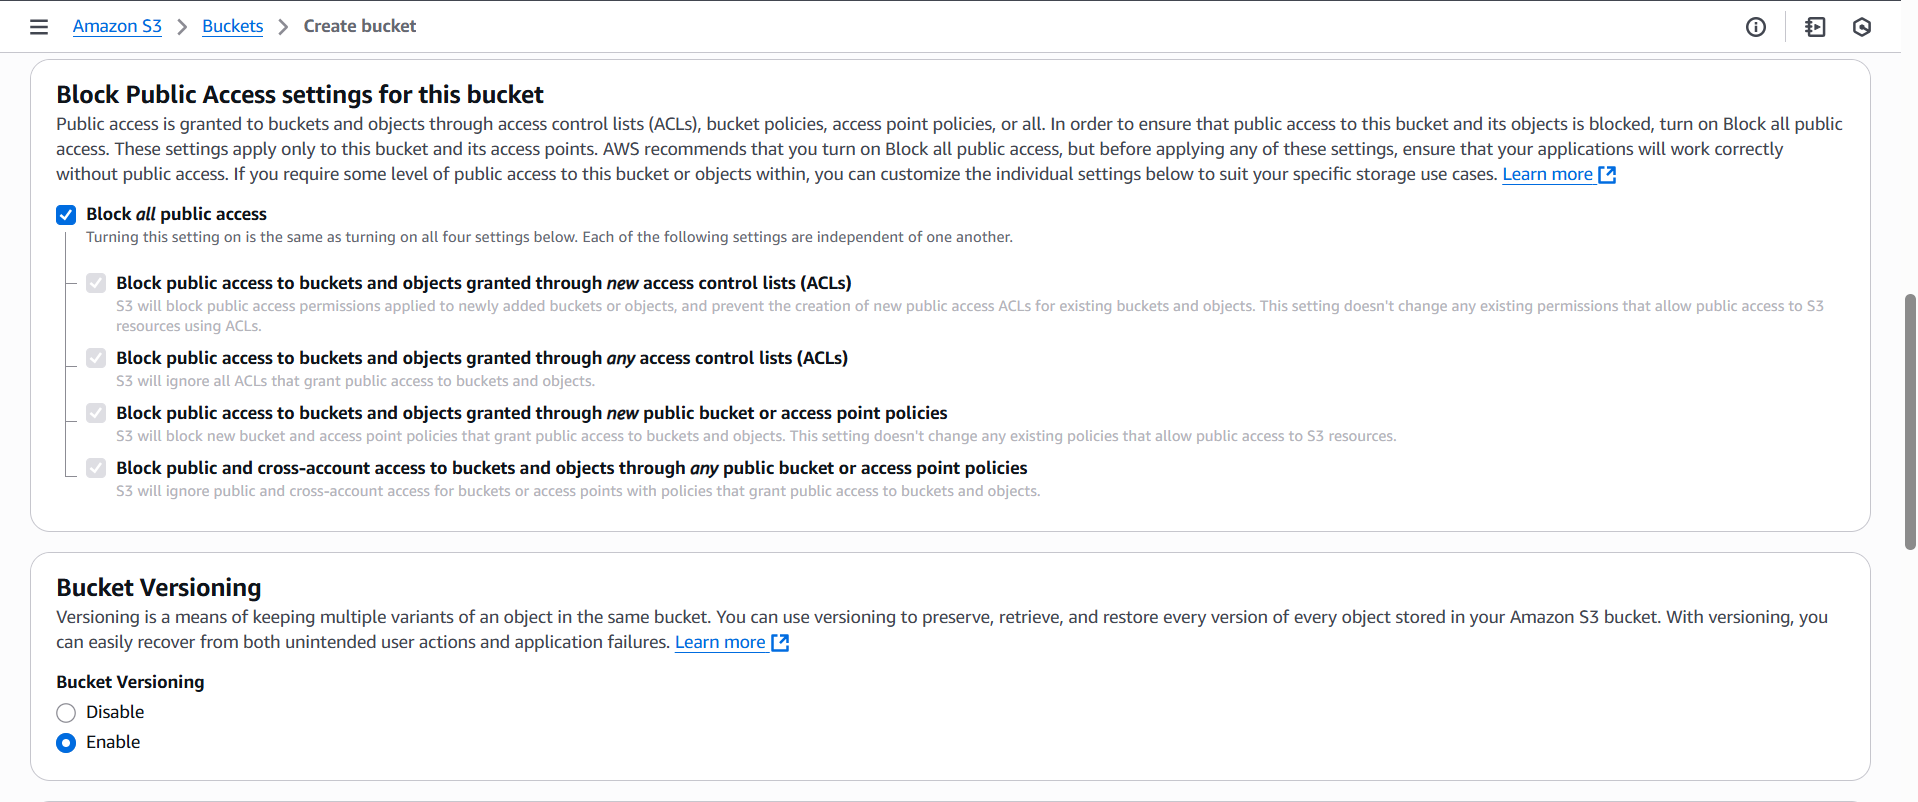 Amazon S3 > Buckets > Create bucket
Block Public Access settings for this bucket
Public access is granted to buckets and objects through access control lists (ACLs), bucket policies, access point policies, or all. In order to ensure that public access to this bucket and its objects is blocked, turn on Block all public
access. These settings apply only to this bucket and its access points. AWS recommends that you turn on Block all public access, but before applying any of these settings, ensure that your applications will work correctly
without public access. If you require some level of public access to this bucket or objects within, you can customize the individual settings below to suit your specific storage use cases. Learn more
Block all public access
Turning this setting on is the same as turning on all four settings below. Each of the following settings are independent of one another.
Block public access to buckets and objects granted through new access control lists (ACLs)
S3 will block public access permissions applied to newly added buckets or objects, and prevent the creation of new public access ACLs for existing buckets and objects. This setting doesn't change any existing permissions that allow public access to S3
resources using ACLs.
Block public access to buckets and objects granted through any access control lists (ACLs)
S3 will ignore all ACLs that grant public access to buckets and objects.
Block public access to buckets and objects granted through new public bucket or access point policies
S3 will block new bucket and access point policies that grant public access to buckets and objects. This setting doesn't change any existing policies that allow public access to S3 resources.
Block public and cross-account access to buckets and objects through any public bucket or access point policies
S3 will ignore public and cross-account access for buckets or access points with policies that grant public access to buckets and objects.
Bucket Versioning
Versioning is a means of keeping multiple variants of an object in the same bucket. You can use versioning to preserve, retrieve, and restore every version of every object stored in your Amazon S3 bucket. With versioning, you
can easily recover from both unintended user actions and application failures. Learn more
Bucket Versioning
Disable
Enable